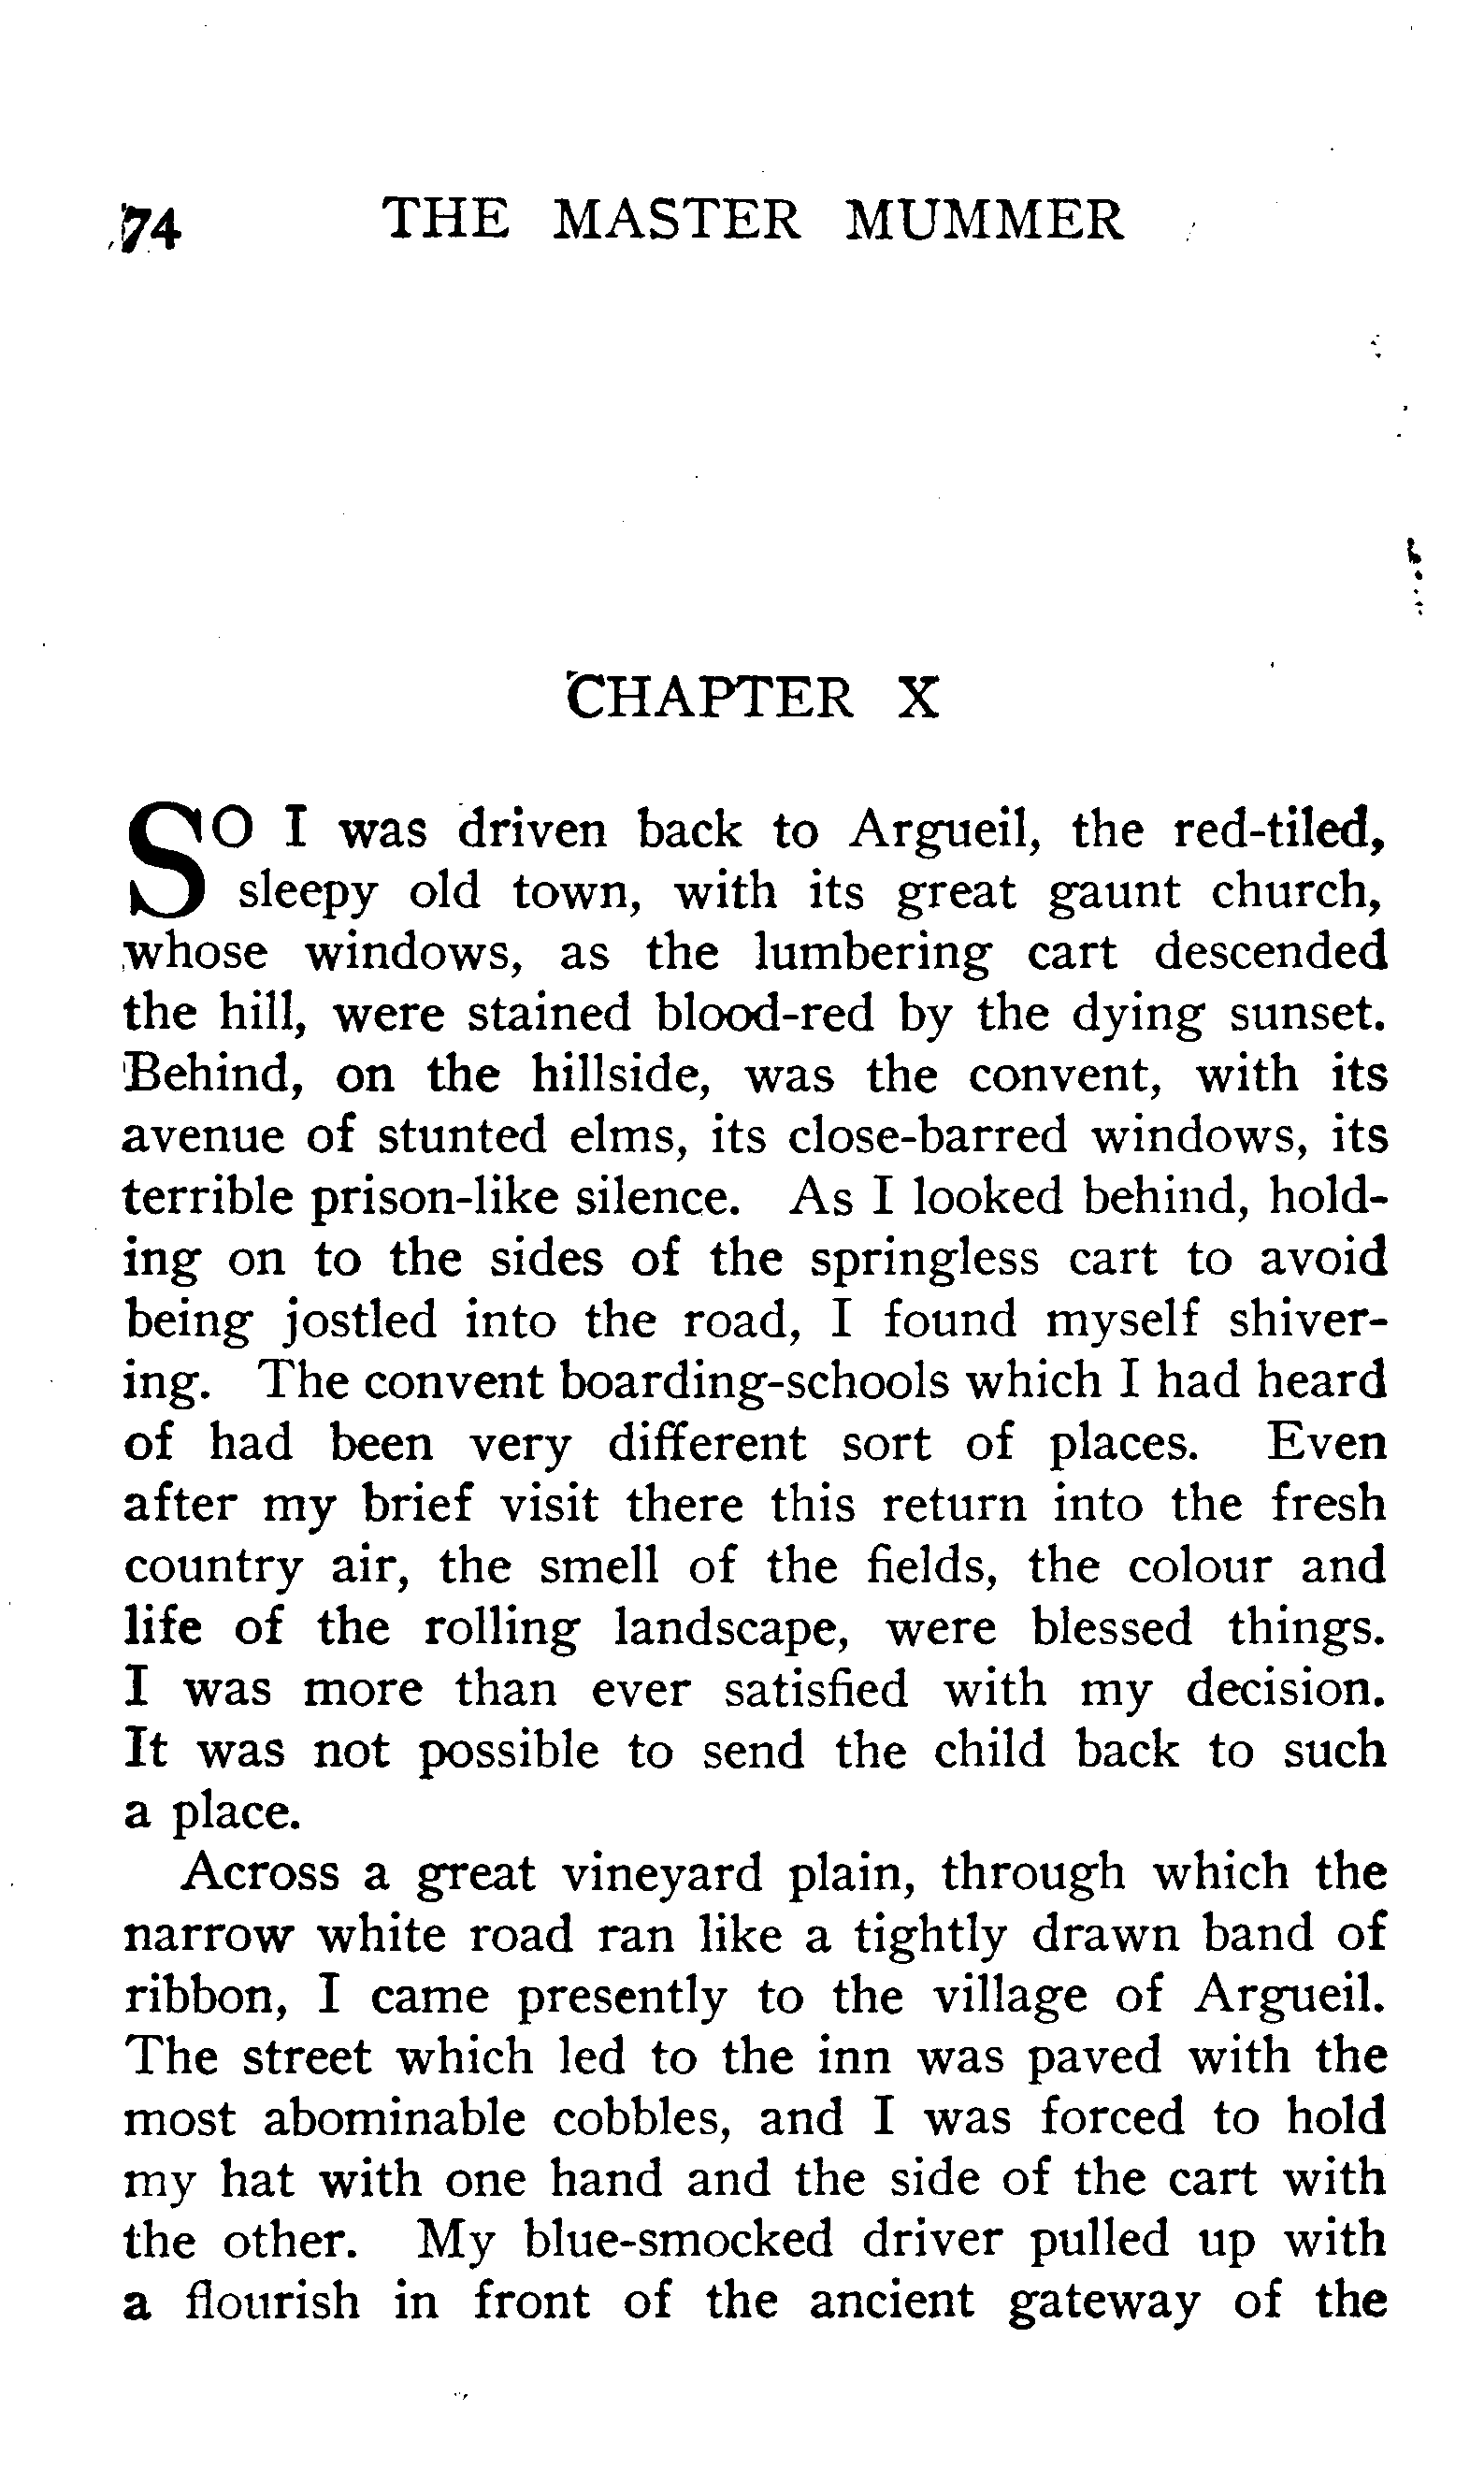 74 THE MASTER MUMMER
CHAPTER X
SO I was driven back to Argueil, the red-tiled,
sleepy old town, with its great gaunt church,
whose windows, as the lumbering cart descended
the hill, were stained blood-red by the dying sunset.
Behind, on the hillside, was the convent, with its
avenue of stunted elms, its close-barred windows, its
terrible prison-like silence. As I looked behind, hold-
ing on to the sides of the springless cart to avoid
being jostled into the road, I found myself shiver-
ing. The convent boarding-schools which I had heard
of had been very different sort of places. Even
after my brief visit there this return into the fresh
country air, the smell of the fields, the colour and
life of the rolling landscape, were blessed things.
I was more than ever satisfied with my decision.
It was not possible to send the child back to such
a place.
Across a great vineyard plain, through which the
narrow white road ran like a tightly drawn band of
ribbon, I came presently to the village of Argueil.
The street which led to the inn was paved with the
most abominable cobbles, and I was forced to hold
my hat with one hand and the side of the cart with
the other. My blue-smocked driver pulled up with
a flourish in front of the ancient gateway of the